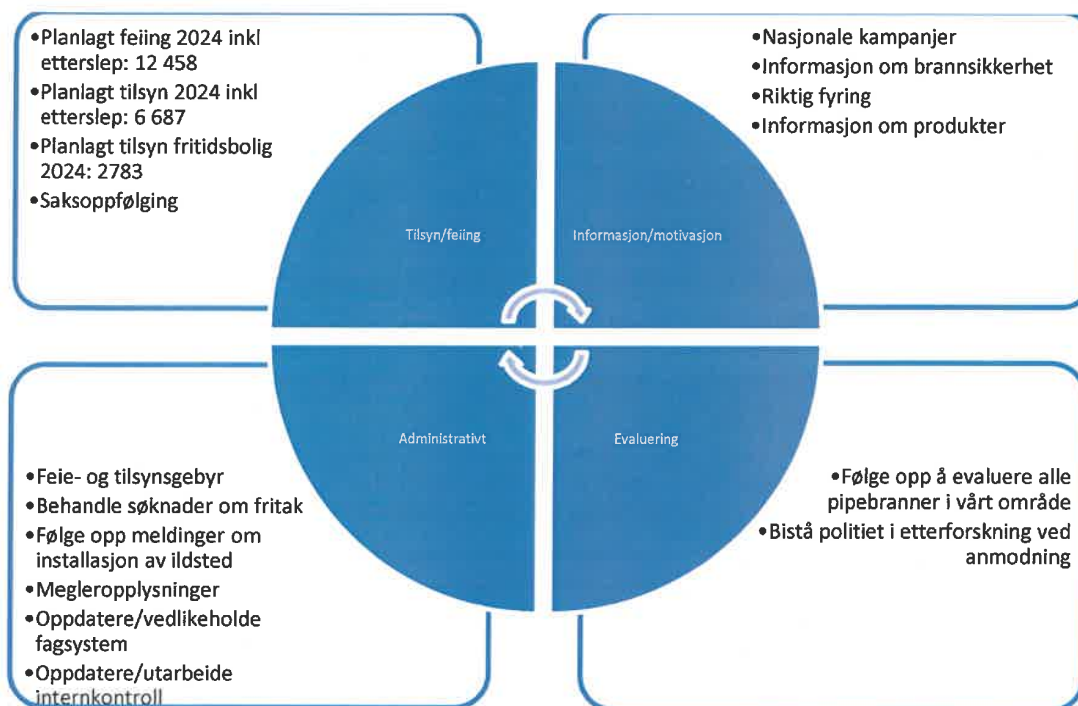 •Planlagt feiing 2024 inkl
etterslep: 12 458
•Planlagt tilsyn 2024 inkl
etterslep: 6 687
•Planlagt tilsyn fritidsbolig
2024: 2783
•Saksoppfølging
•Nasjonale kampanjer
•Informasjon om brannsikkerhet
•Riktig fyring
•Informasjon om produkter
Tilsyn/feiing
Informasjon/motivasjon
Administrativt
Evaluering
•Feie- og tilsynsgebyr
•Behandle søknader om fritak
•Følge opp meldinger om
installasjon av ildsted
•Megleropplysninger
•Oppdatere/vedlikeholde
fagsystem
•Oppdatere/utarbeide
internkontroll
•Følge opp å evaluere alle
pipebranner i vårt område
•Bistå politiet i etterforskning ved
anmodning